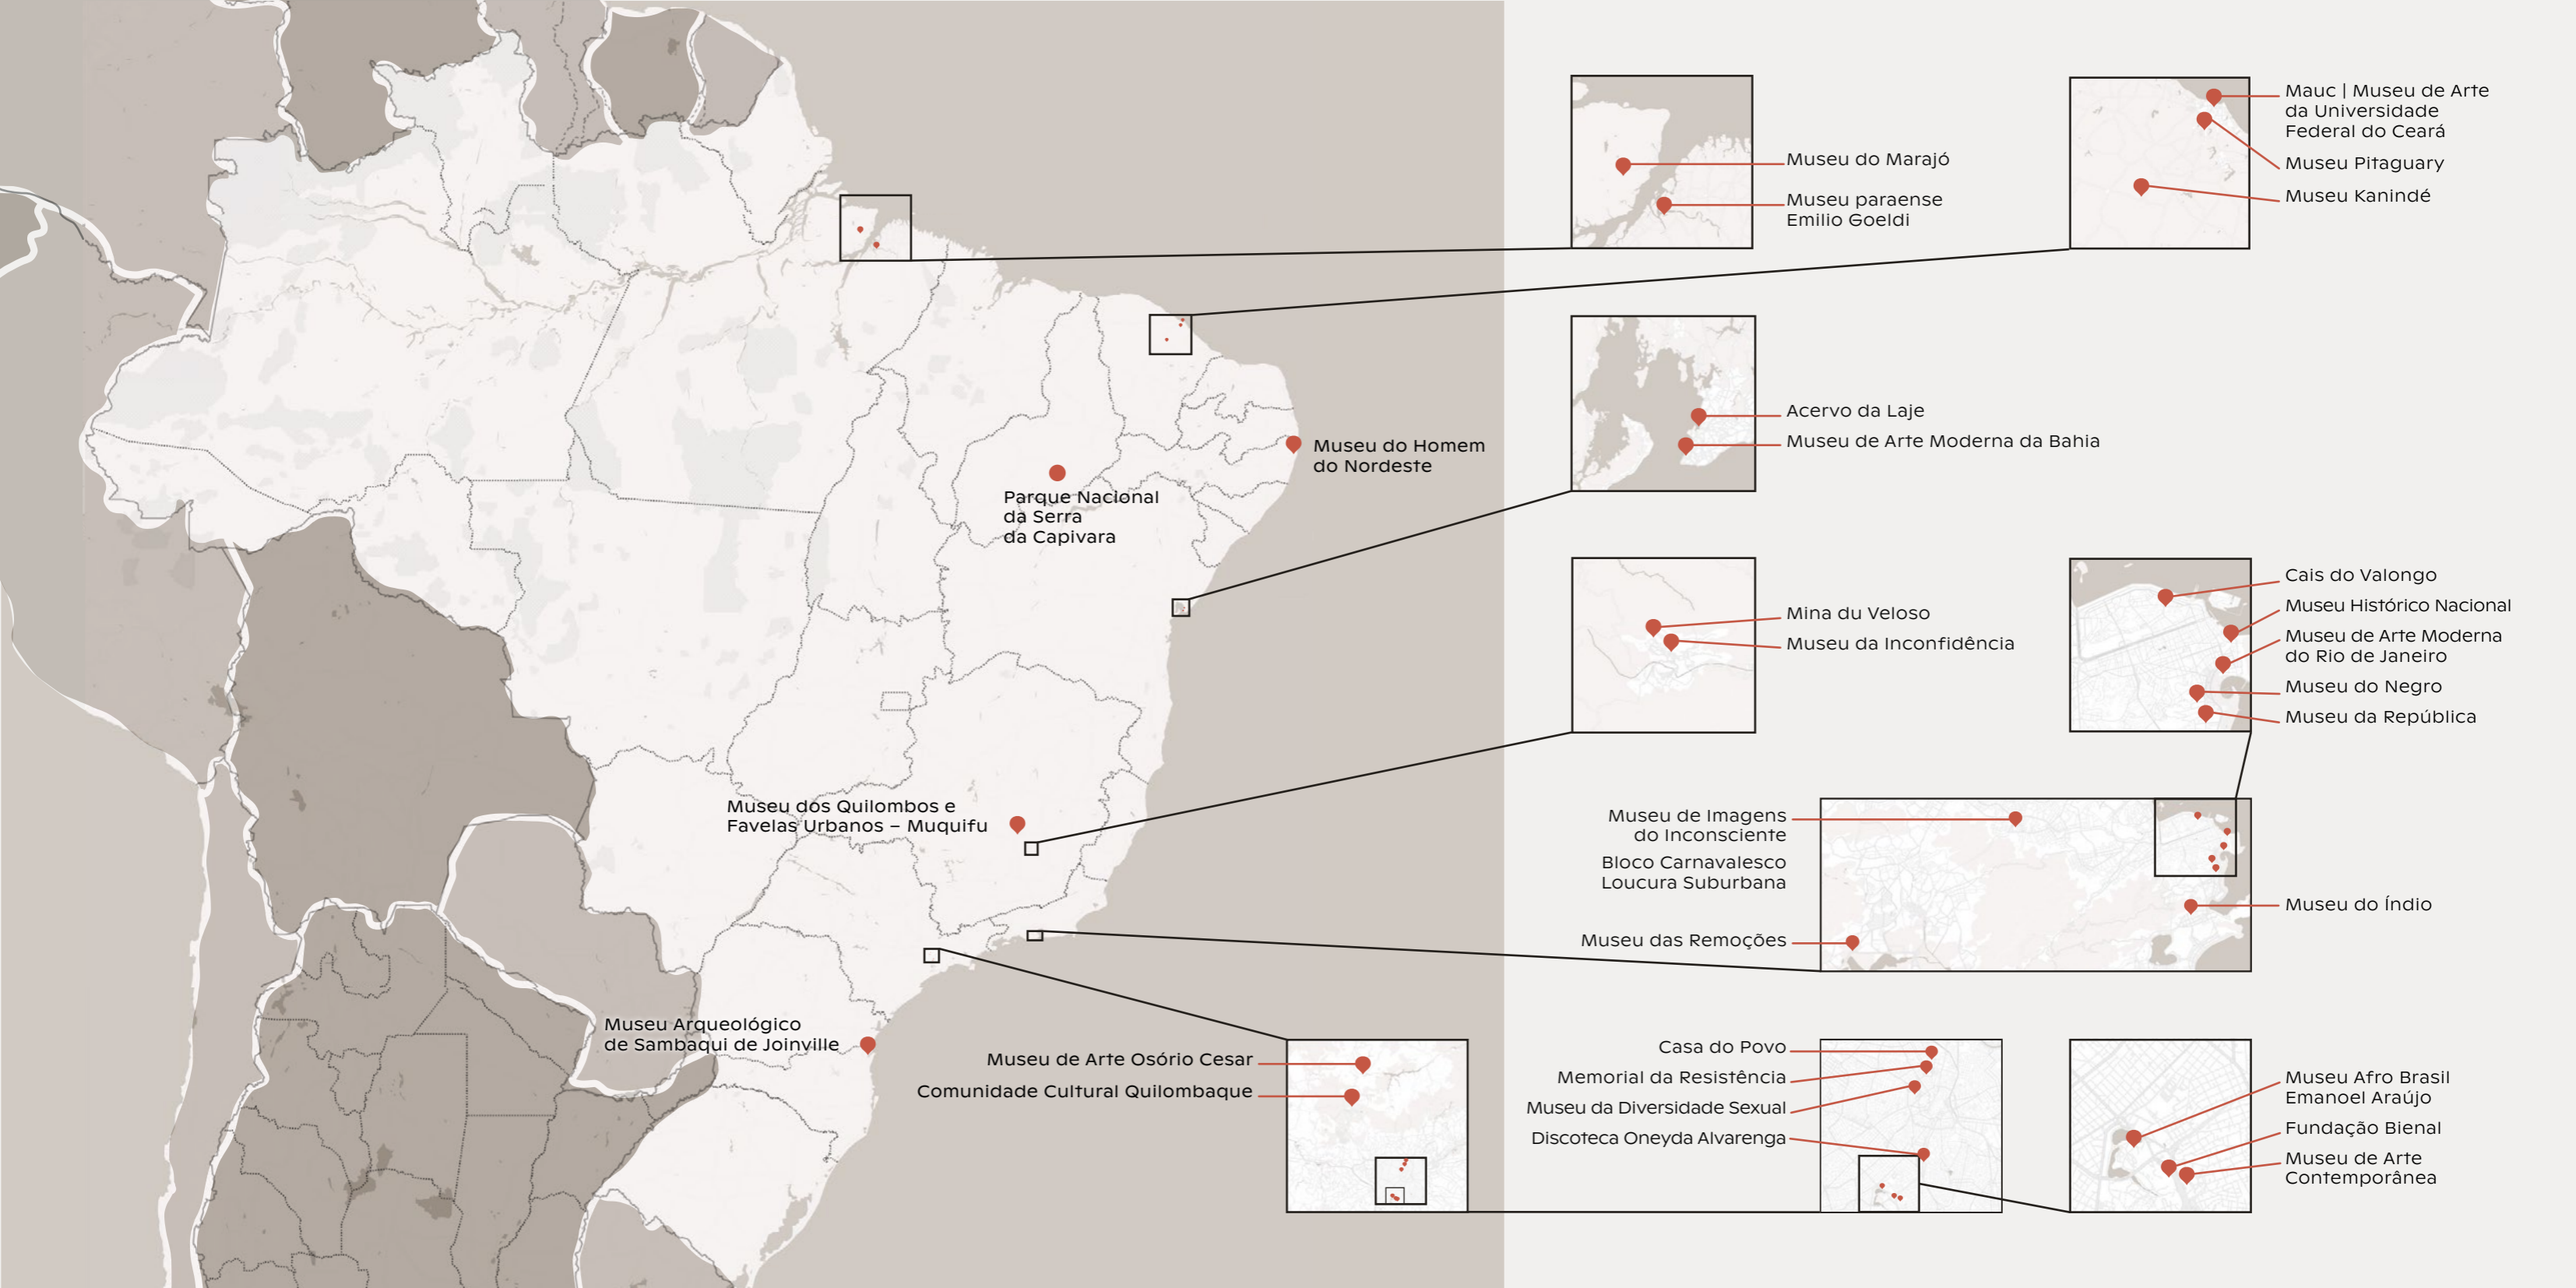 Museu do Marajó
Museu paraense
Emilio Goeldi
Mauc | Museu de Arte
da Universidade
Federal do Ceará
Museu Pitaguary
Museu Kanindé
Museu do Homem
do Nordeste
Parque Nacional
da Serra
da Capivara
Acervo da Laje
Museu de Arte Moderna da Bahia
Mina du Veloso
Museu da Inconfidência
Cais do Valongo
Museu Histórico Nacional
Museu de Arte Moderna
do Rio de Janeiro
Museu do Negro
Museu da República
Museu dos Quilombos e
Favelas Urbanos – Muquifu
Museu de Imagens
do Inconsciente
Bloco Carnavalesco
Loucura Suburbana
Museu das Remoções
Museu do Índio
Museu Arqueológico
de Sambaqui de Joinville
Museu de Arte Osório Cesar
Comunidade Cultural Quilombaque
Casa do Povo
Memorial da Resistência
Museu da Diversidade Sexual
Discoteca Oneyda Alvarenga
Museu Afro Brasil
Emanoel Araújo
Fundação Bienal
Museu de Arte
Contemporânea